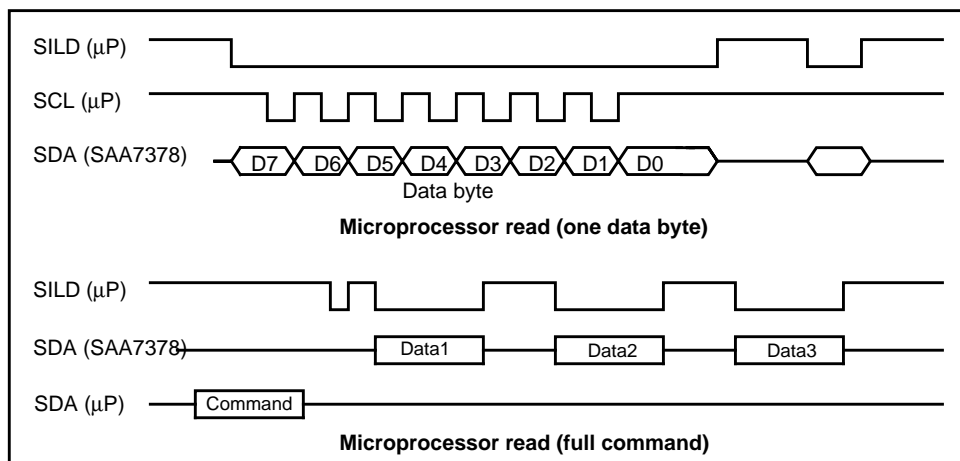 SILD (μP)
SCL (μP)
SDA (SAA7378)
D7 D6 D5 D4 D3 D2 D1 D0
Data byte
Microprocessor read (one data byte)
SILD (μP)
SDA (SAA7378)
Data1 Data2 Data3
SDA (μP)
Command
Microprocessor read (full command)